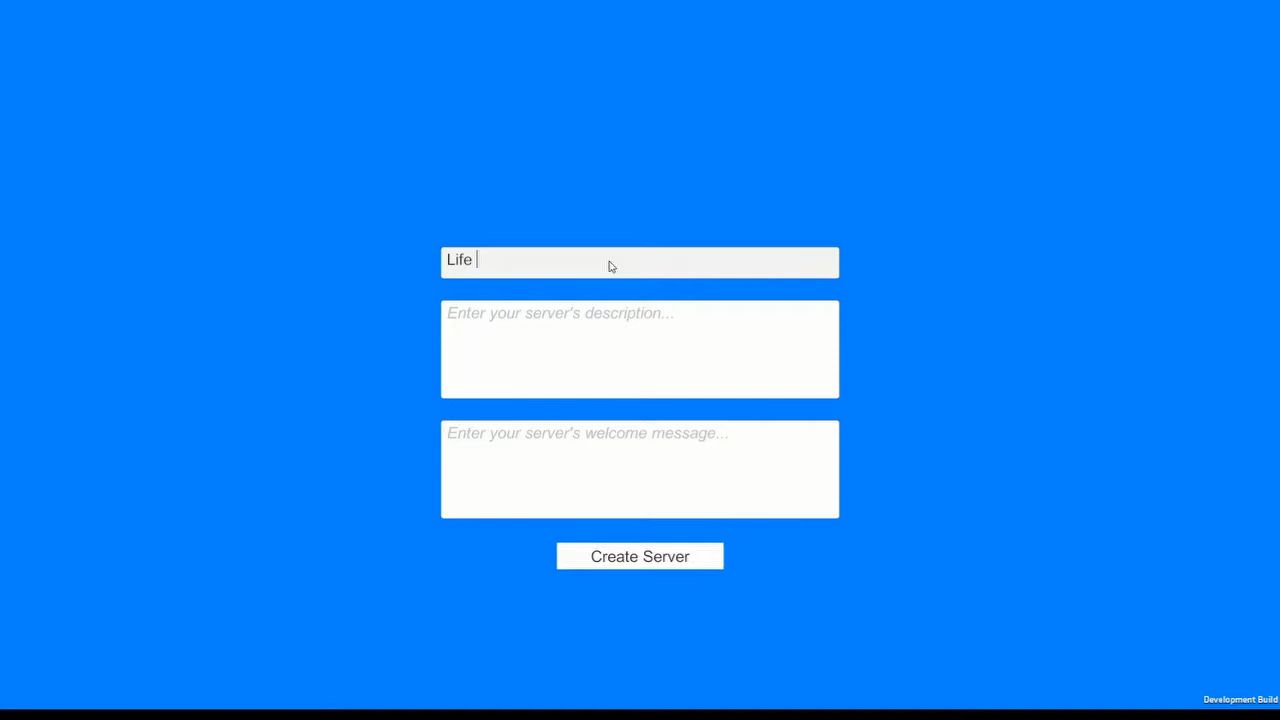 Life
Enter your server's description...
Enter your server's welcome message...
Create Server
Development Build